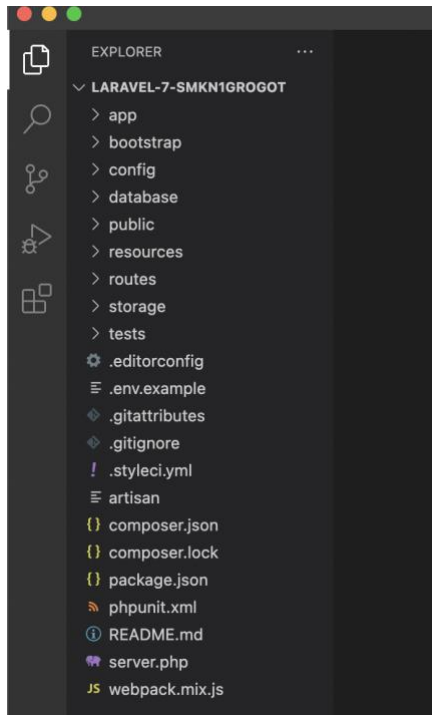 EXPLORER
LARAVEL-7-SMKN1GROGOT
app
bootstrap
config
database
public
resources
routes
storage
tests
.editorconfig
.env.example
.gitattributes
.gitignore
! .styleci.yml
artisan
{} composer.json
{} composer.lock
{} package.json
phpunit.xml
README.md
server.php
JS webpack.mix.js